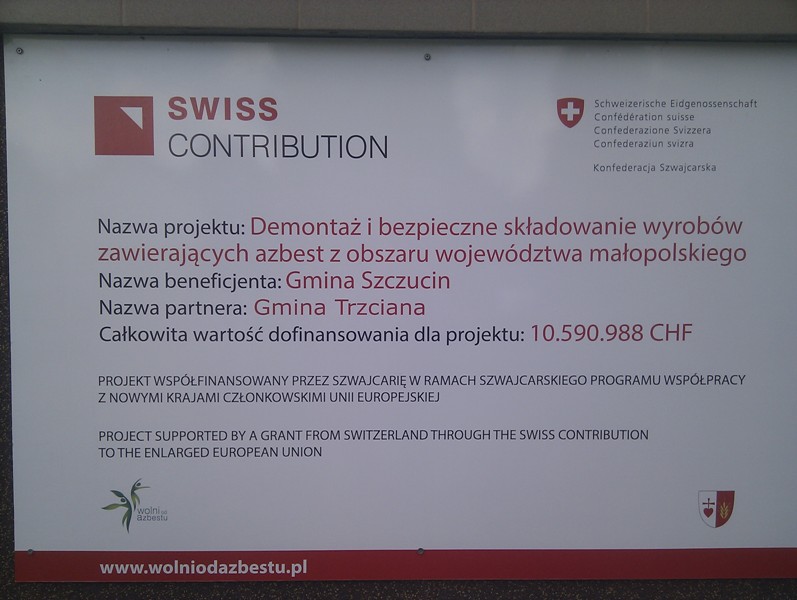 SWISS
CONTRIBUTION
Schweizerische Eidgenossenschaft
Confédération suisse
Confederazione Svizzera
Confederaziun svizra
Konfederacja Szwajcarska
Nazwa projektu: Demontaż i bezpieczne składowanie wyrobów
zawierających azbest z obszaru województwa małopolskiego
Nazwa beneficjenta: Gmina Szczucin
Nazwa partnera: Gmina Trzciana
Całkowita wartość dofinansowania dla projektu: 10.590.988 CHF
PROJEKT WSPÓŁFINANSOWANY PRZEZ SZWAJCARIĘ W RAMACH SZWAJCARSKIEGO PROGRAMU WSPÓŁPRACY
Z NOWYMI KRAJAMI CZŁONKOWSKIMI UNII EUROPEJSKIEJ
PROJECT SUPPORTED BY A GRANT FROM SWITZERLAND THROUGH THE SWISS CONTRIBUTION
TO THE ENLARGED EUROPEAN UNION
wolni od
azbestu
www.wolniodazbestu.pl